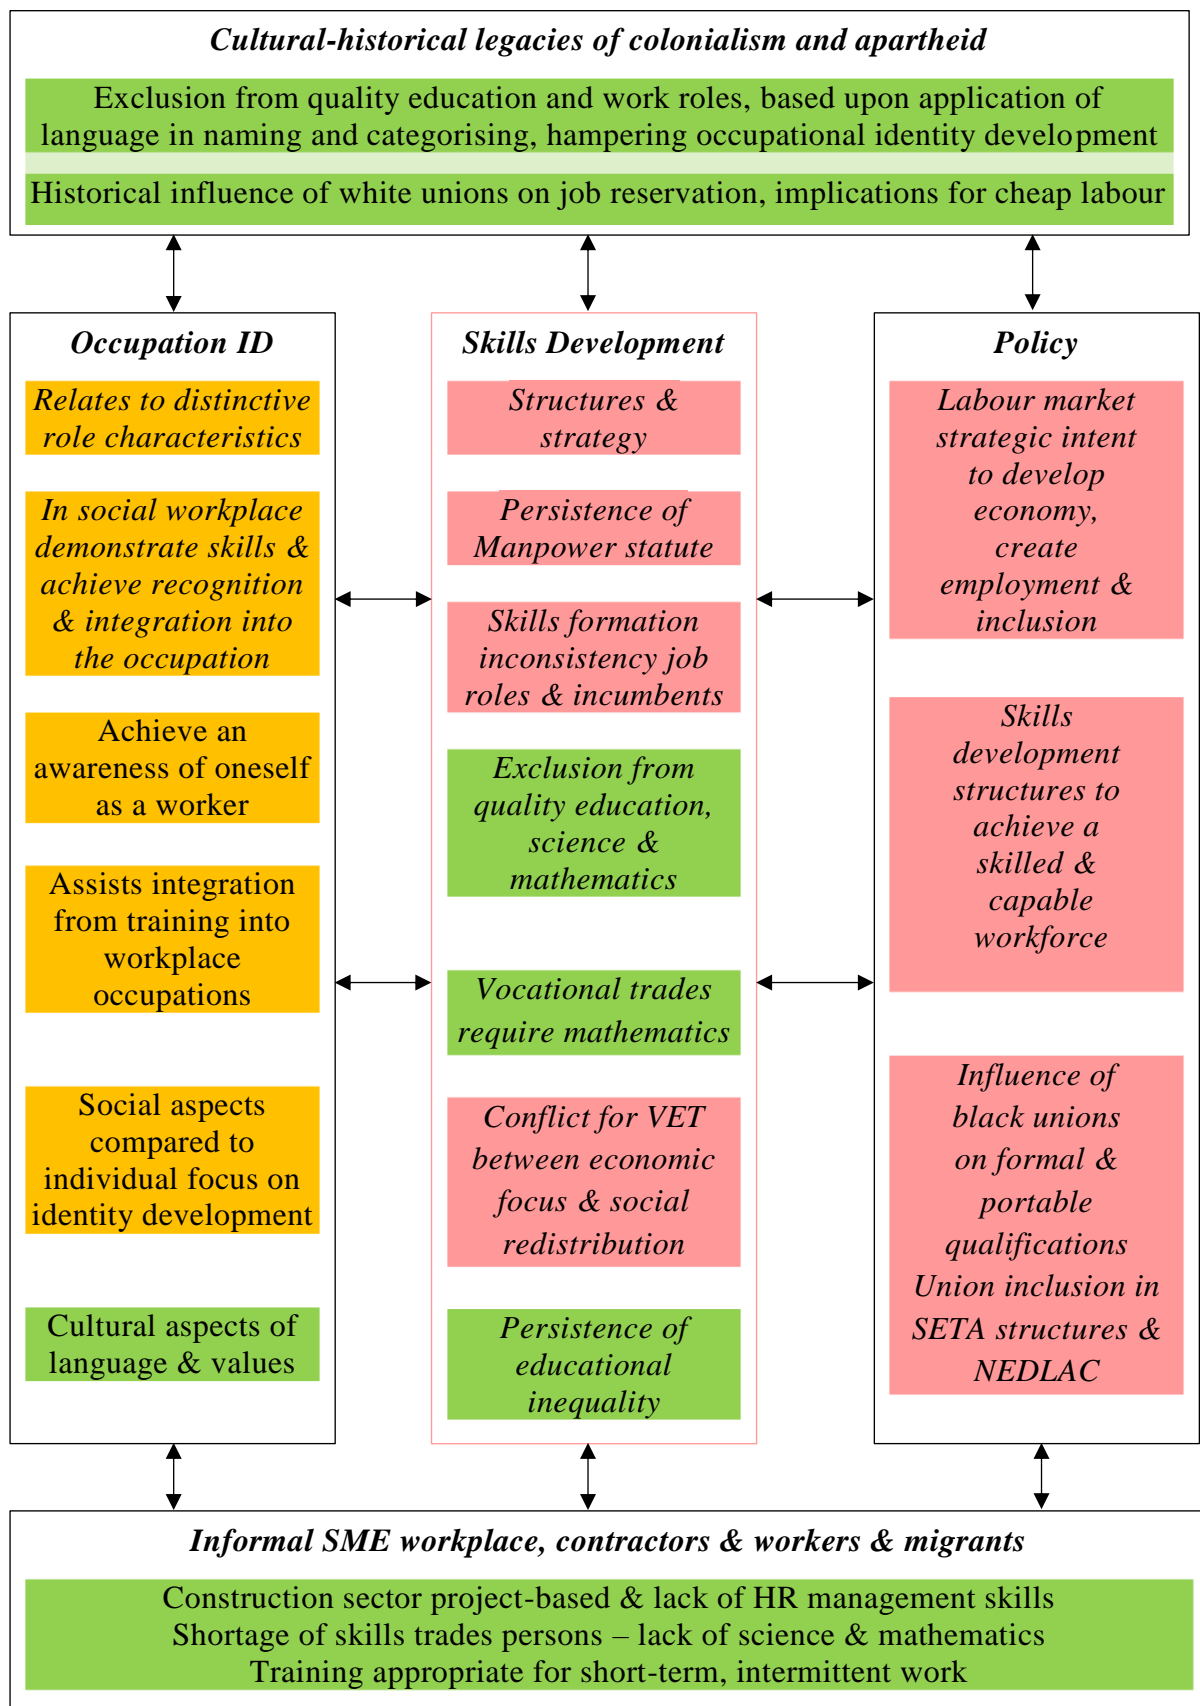 Cultural-historical legacies of colonialism and apartheid
Exclusion from quality education and work roles, based upon application of
language in naming and categorising, hampering occupational identity development
Historical influence of white unions on job reservation, implications for cheap labour
Occupation ID
Relates to distinctive
role characteristics
In social workplace
demonstrate skills &
achieve recognition
& integration into
the occupation
Achieve an
awareness of oneself
as a worker
Assists integration
from training into
workplace
occupations
Social aspects
compared to
individual focus on
identity development
Cultural aspects of
language & values
Skills Development
Structures &
strategy
Persistence of
Manpower statute
Skills formation
inconsistency job
roles & incumbents
Exclusion from
quality education,
science &
mathematics
Vocational trades
require mathematics
Conflict for VET
between economic
focus & social
redistribution
Persistence of
educational
inequality
Policy
Labour market
strategic intent
to develop
economy,
create
employment &
inclusion
Skills
development
structures to
achieve a
skilled &
capable
workforce
Influence of
black unions
on formal &
portable
qualifications
Union inclusion in
SETA structures &
NEDLAC
Informal SME workplace, contractors & workers & migrants
Construction sector project-based & lack of HR management skills
Shortage of skills trades persons – lack of science & mathematics
Training appropriate for short-term, intermittent work